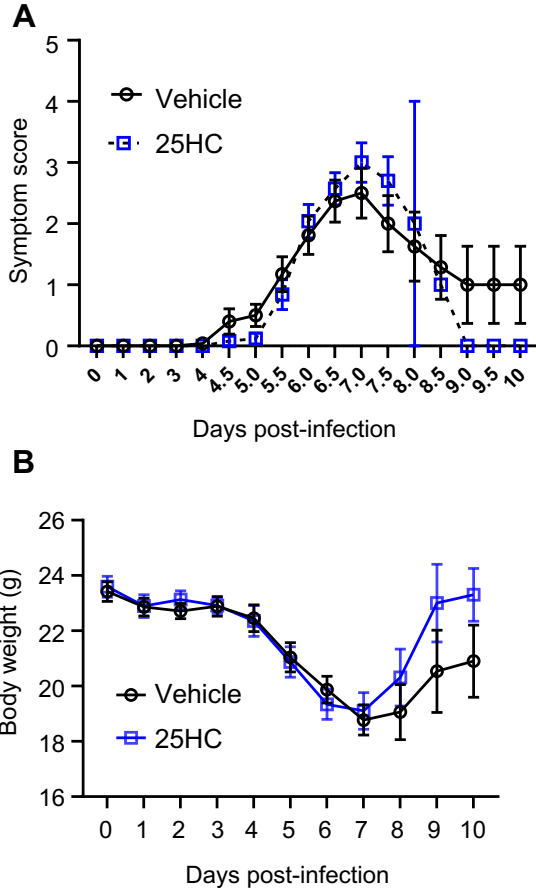 A
5
4
3
2
1
0
Symptom score
Vehicle
25HC
0 1 2 3 4 4.5 5.0 5.5 6.0 6.5 7.0 7.5 8.0 8.5 9.0 9.5 10
Days post-infection
B
26
24
22
20
18
16
Body weight (g)
Vehicle
25HC
0 1 2 3 4 5 6 7 8 9 10
Days post-infection